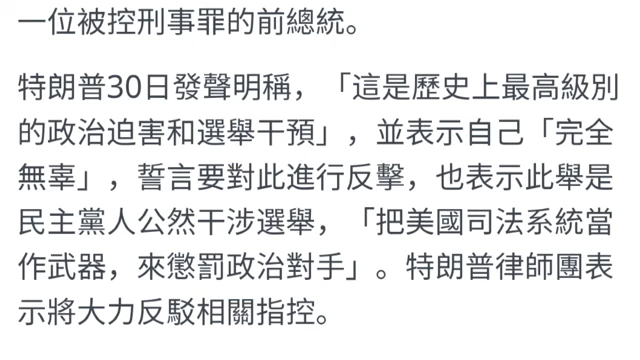 一位被控刑事罪的前總統。
特朗普30日發聲明稱，「這是歷史上最高級別
的政治迫害和選舉干預」，並表示自己「完全
無辜」，誓言要對此進行反擊，也表示此舉是
民主黨人公然干涉選舉，「把美國司法系統當
作武器，來懲罰政治對手」。特朗普律師團表
示將大力反駁相關指控。